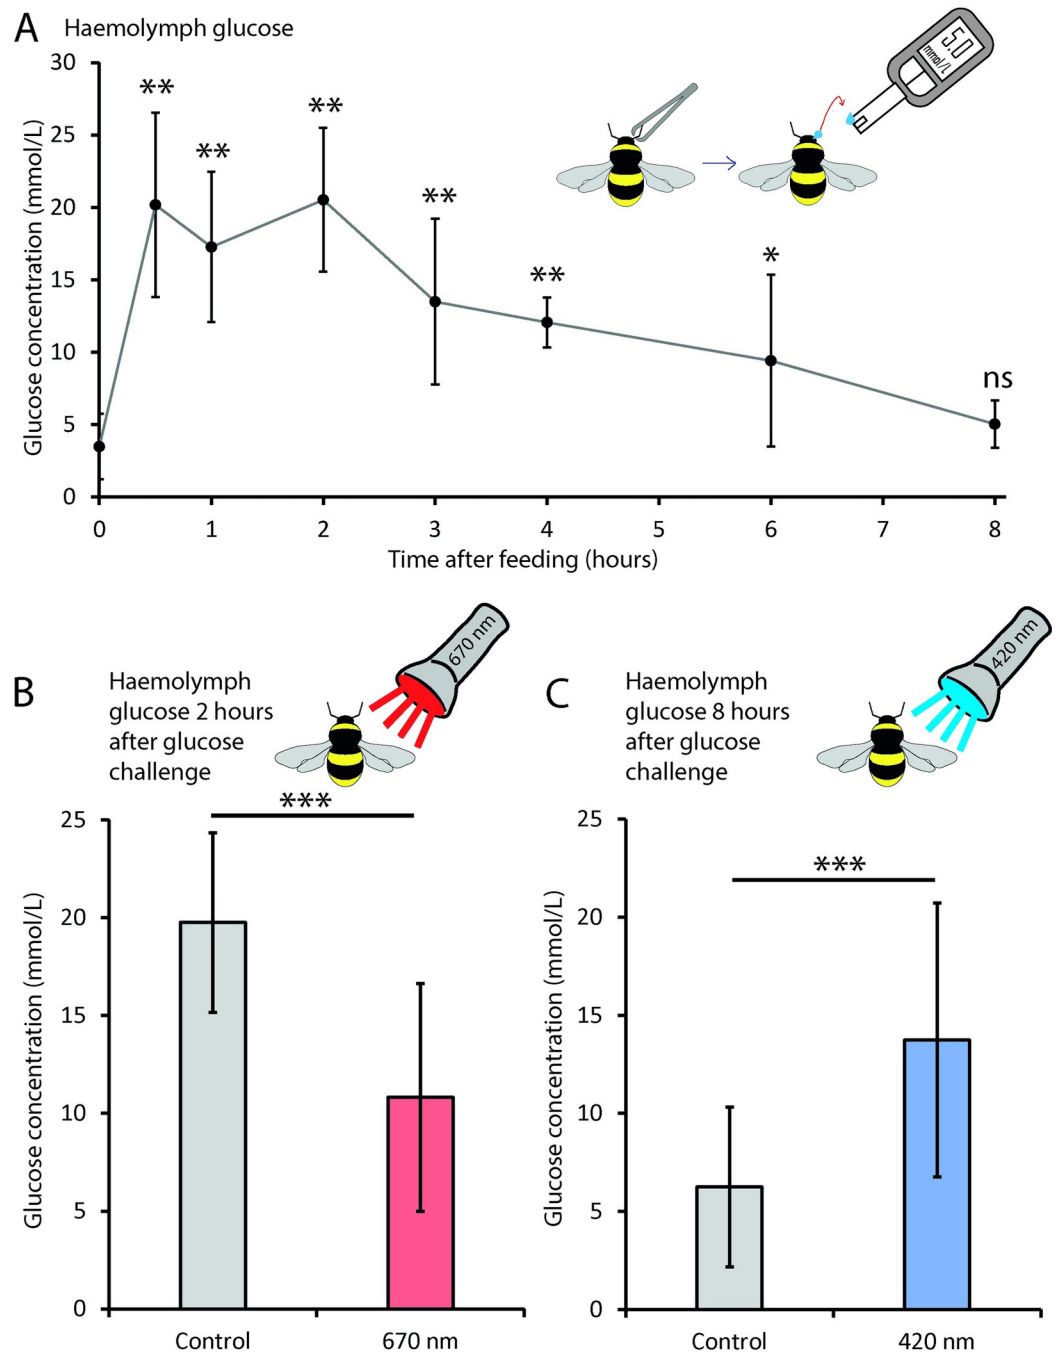 A Haemolymph glucose
30
25
20
15
10
5
0
Glucose concentration (mmol/L)
**
**
**
**
**
*
ns
5.0
mmol/L
0 1 2 3 4 5 6 7 8
Time after feeding (hours)
B
Haemolymph
glucose 2 hours
after glucose
challenge
670 nm
***
25
20
15
10
5
0
Glucose concentration (mmol/L)
Control 670 nm
C
Haemolymph
glucose 8 hours
after glucose
challenge
420 nm
***
25
20
15
10
5
0
Glucose concentration (mmol/L)
Control 420 nm